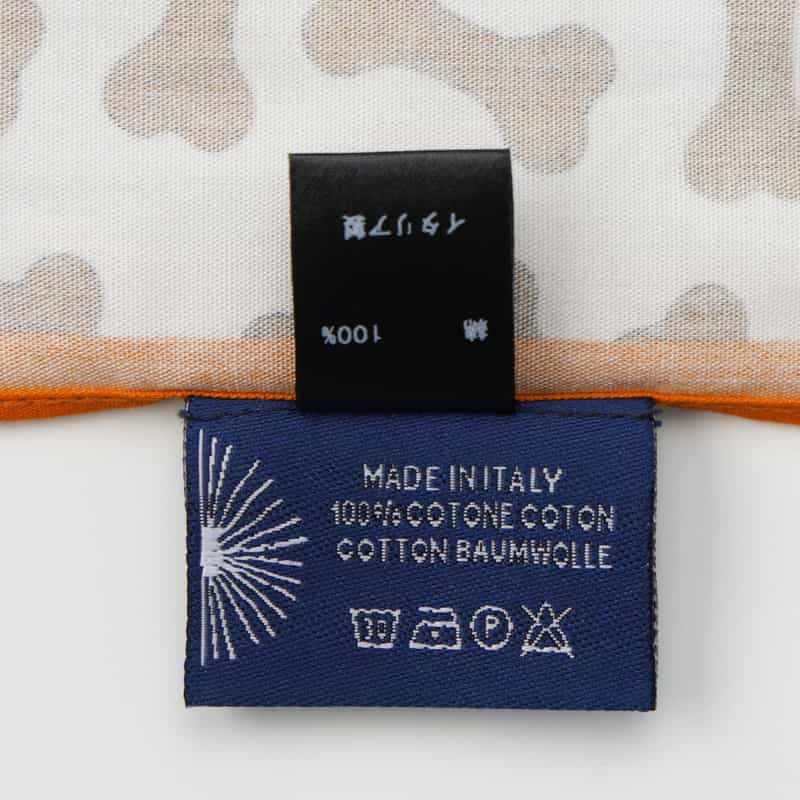 イタリア製
綿 100%
MADE IN ITALY
100% COTONE COTON
COTTON BAUMWOLLE
30 P